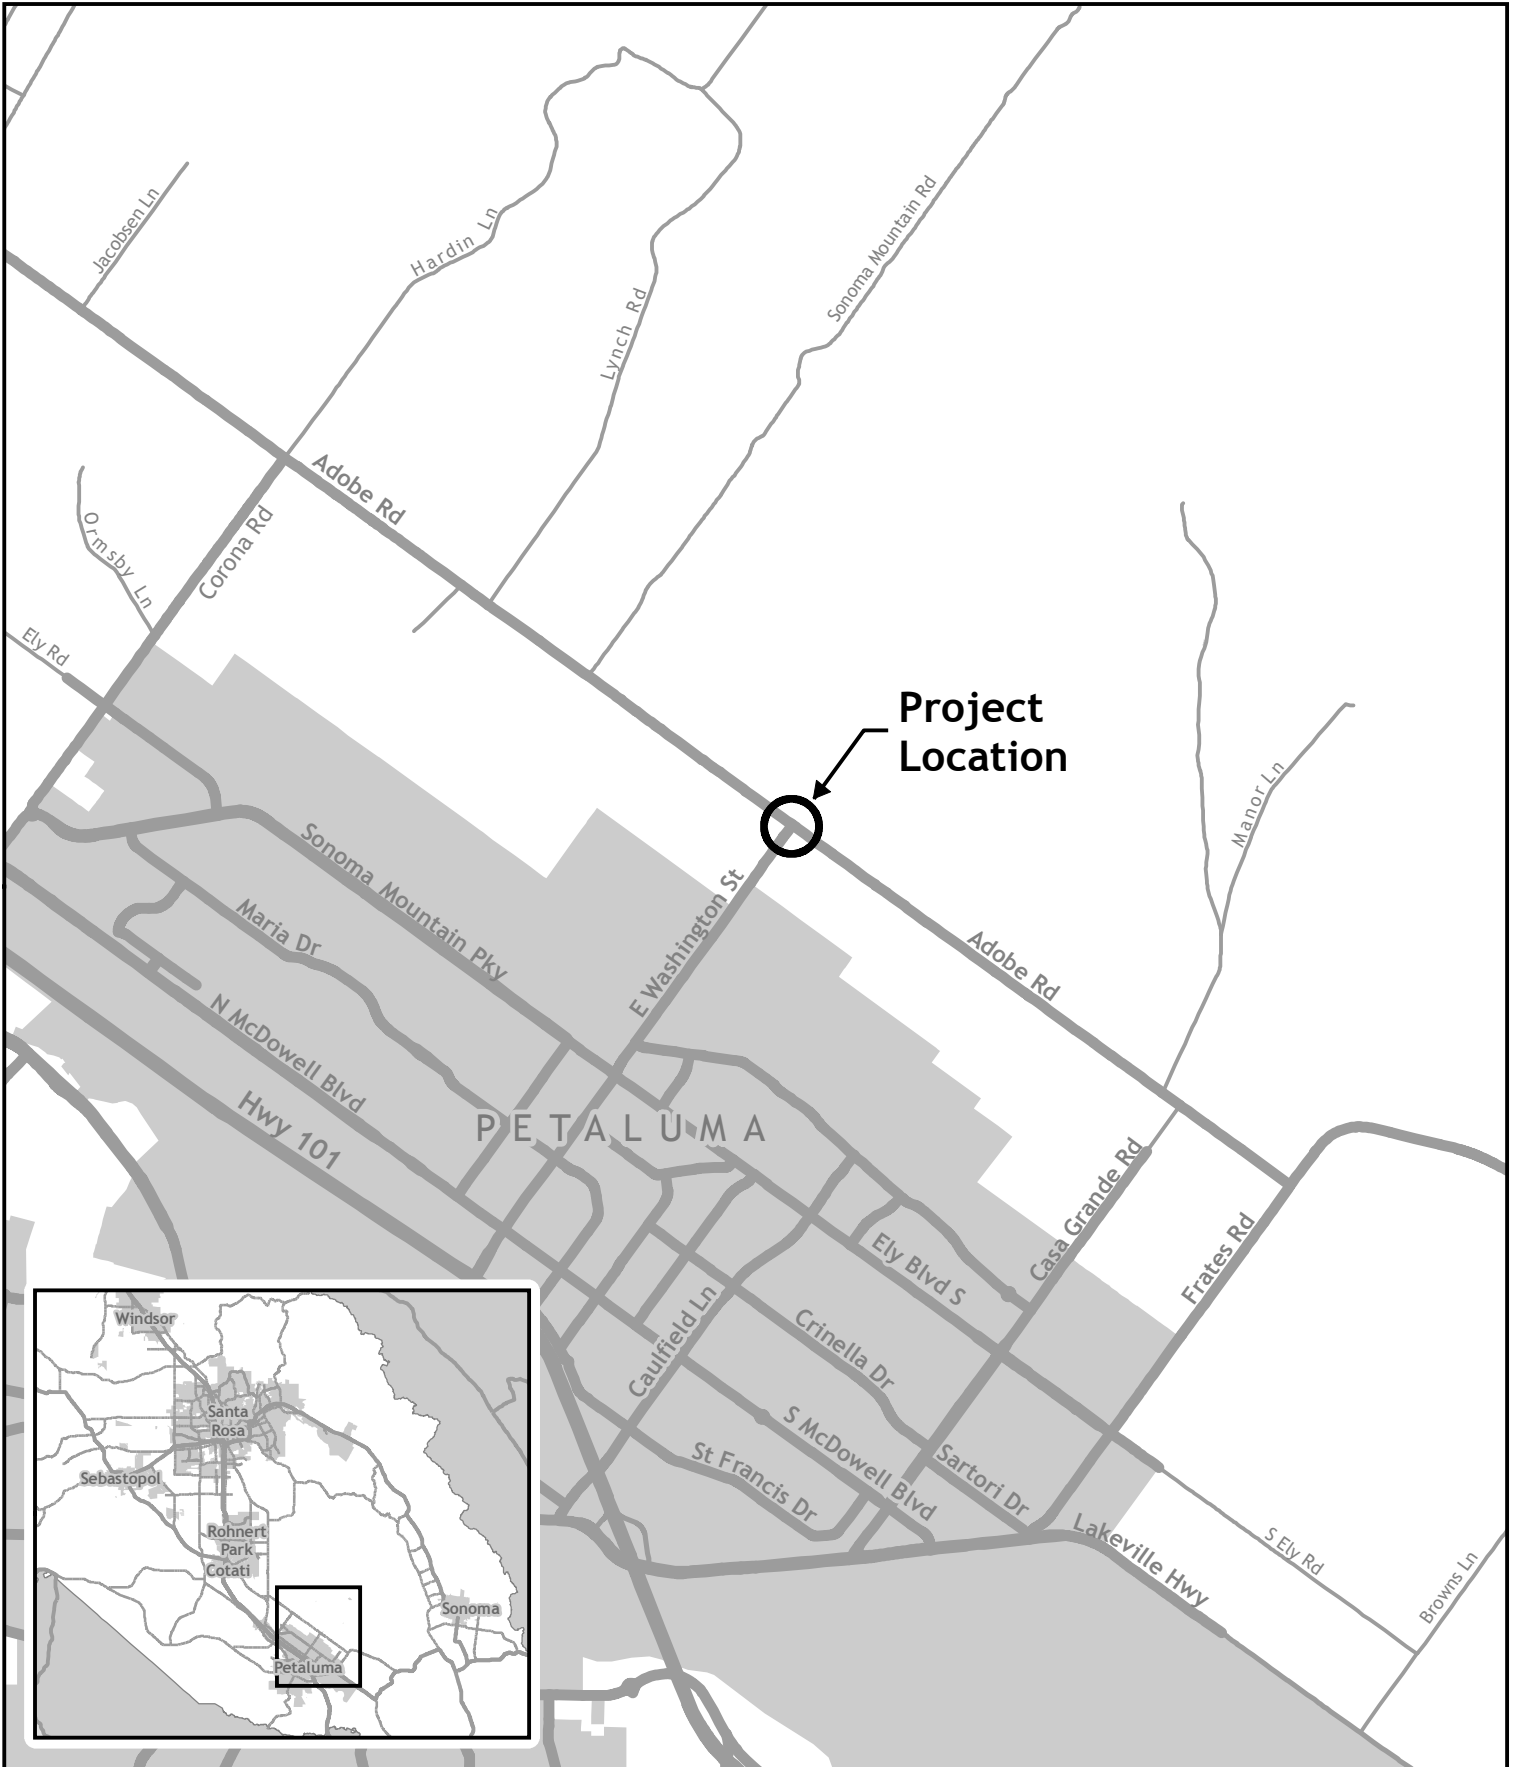 Jacobsen Ln
Hardin Ln
Lynch Rd
Sonoma Mountain Rd
Adobe Rd
Corona Rd
Ormsby Ln
Ely Rd
Project
Location
Manor Ln
Sonoma Mountain Pky
Maria Dr
E Washington St
Adobe Rd
N McDowell Blvd
Hwy 101
PETALUMA
Casa Grande Rd
Frates Rd
Ely Blvd S
Caulfield Ln
Crinella Dr
S McDowell Blvd
St Francis Dr
Sartori Dr
Lakeville Hwy
S Ely Rd
Browns Ln
Windsor
Santa
Rosa
Sebastopol
Rohnert
Park
Cotati
Sonoma
Petaluma